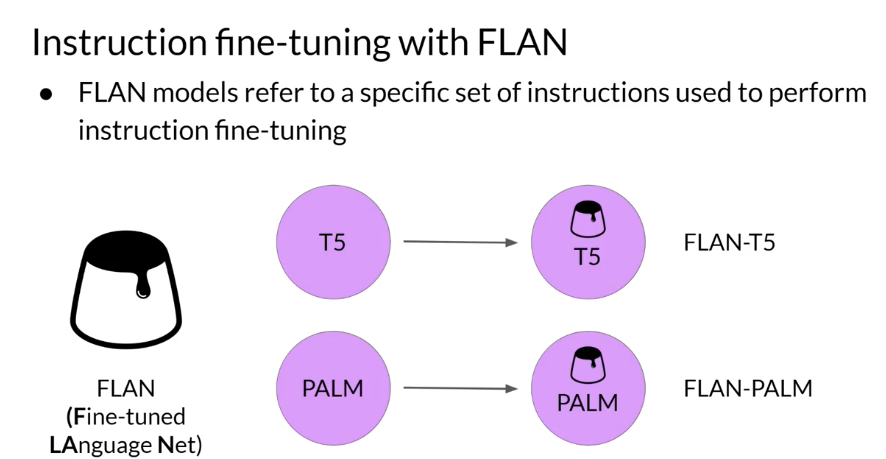 Instruction fine-tuning with FLAN
● FLAN models refer to a specific set of instructions used to perform
instruction fine-tuning
T5
T5
FLAN-T5
PALM
PALM
FLAN-PALM
FLAN
(Fine-tuned
LAnguage Net)